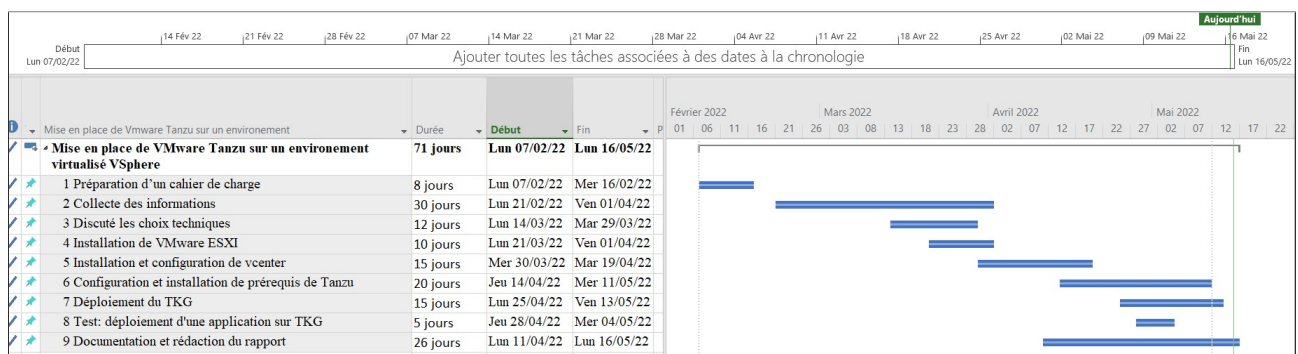 Aujourd'hui
14 Fév 22 21 Fév 22 28 Fév 22 07 Mar 22 14 Mar 22 21 Mar 22 28 Mar 22 04 Avr 22 11 Avr 22 18 Avr 22 25 Avr 22 02 Mai 22 09 Mai 22 16 Mai 22
Début
Lun 07/02/22
Ajouter toutes les tâches associées à des dates à la chronologie
Fin
Lun 16/05/22
Février 2022 Mars 2022 Avril 2022 Mai 2022
Mise en place de Vmware Tanzu sur un environement Durée Début Fin P 01 06 11 16 21 26 03 08 13 18 23 28 02 07 12 17 22 27 02 07 12 17 22
Mise en place de VMware Tanzu sur un environement 71 jours Lun 07/02/22 Lun 16/05/22
virtualisé VSphere
1 Préparation d'un cahier de charge 8 jours Lun 07/02/22 Mer 16/02/22
2 Collecte des informations 30 jours Lun 21/02/22 Ven 01/04/22
3 Discuté les choix techniques 12 jours Lun 14/03/22 Mar 29/03/22
4 Installation de VMware ESXI 10 jours Lun 21/03/22 Ven 01/04/22
5 Installation et configuration de vcenter 15 jours Mer 30/03/22 Mar 19/04/22
6 Configuration et installation de prérequis de Tanzu 20 jours Jeu 14/04/22 Mer 11/05/22
7 Déploiement du TKG 15 jours Lun 25/04/22 Ven 13/05/22
8 Test: déploiement d'une application sur TKG 5 jours Jeu 28/04/22 Mer 04/05/22
9 Documentation et rédaction du rapport 26 jours Lun 11/04/22 Lun 16/05/22